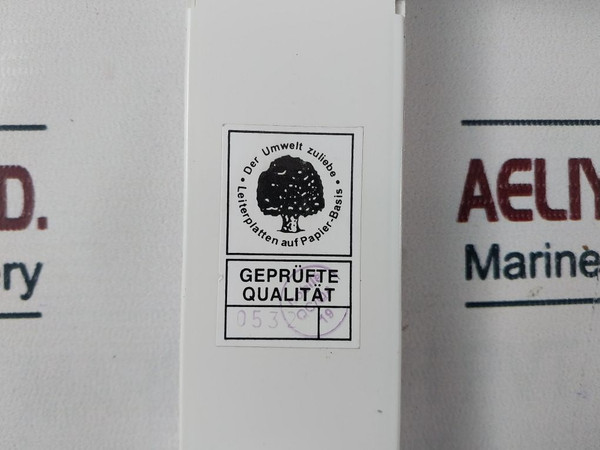 Der Umwelt zuliebe
Leiterplatten auf Papier-Basis
GEPRÜFTE
QUALITÄT
053
D.
ry
AELIY
Marine